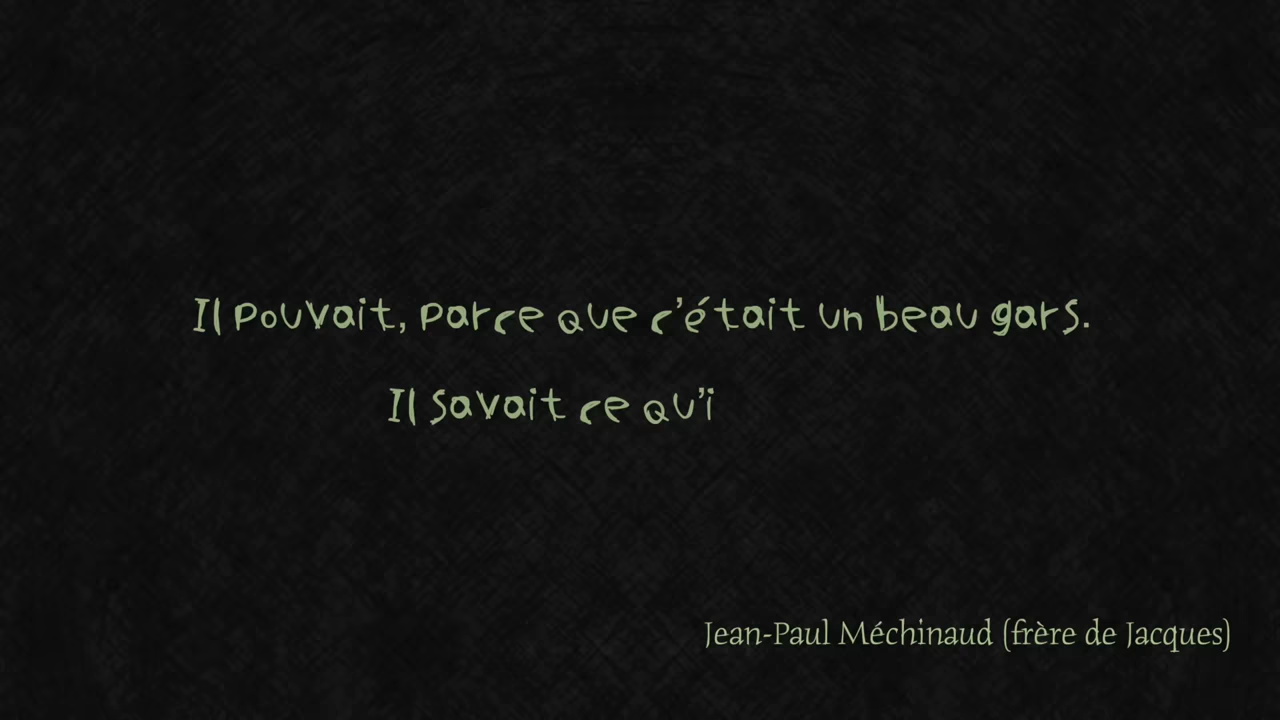 Il pouvait, parce que c'était un beau gars.
Il savait ce qu'i
Jean-Paul Méchinaud (frère de Jacques)